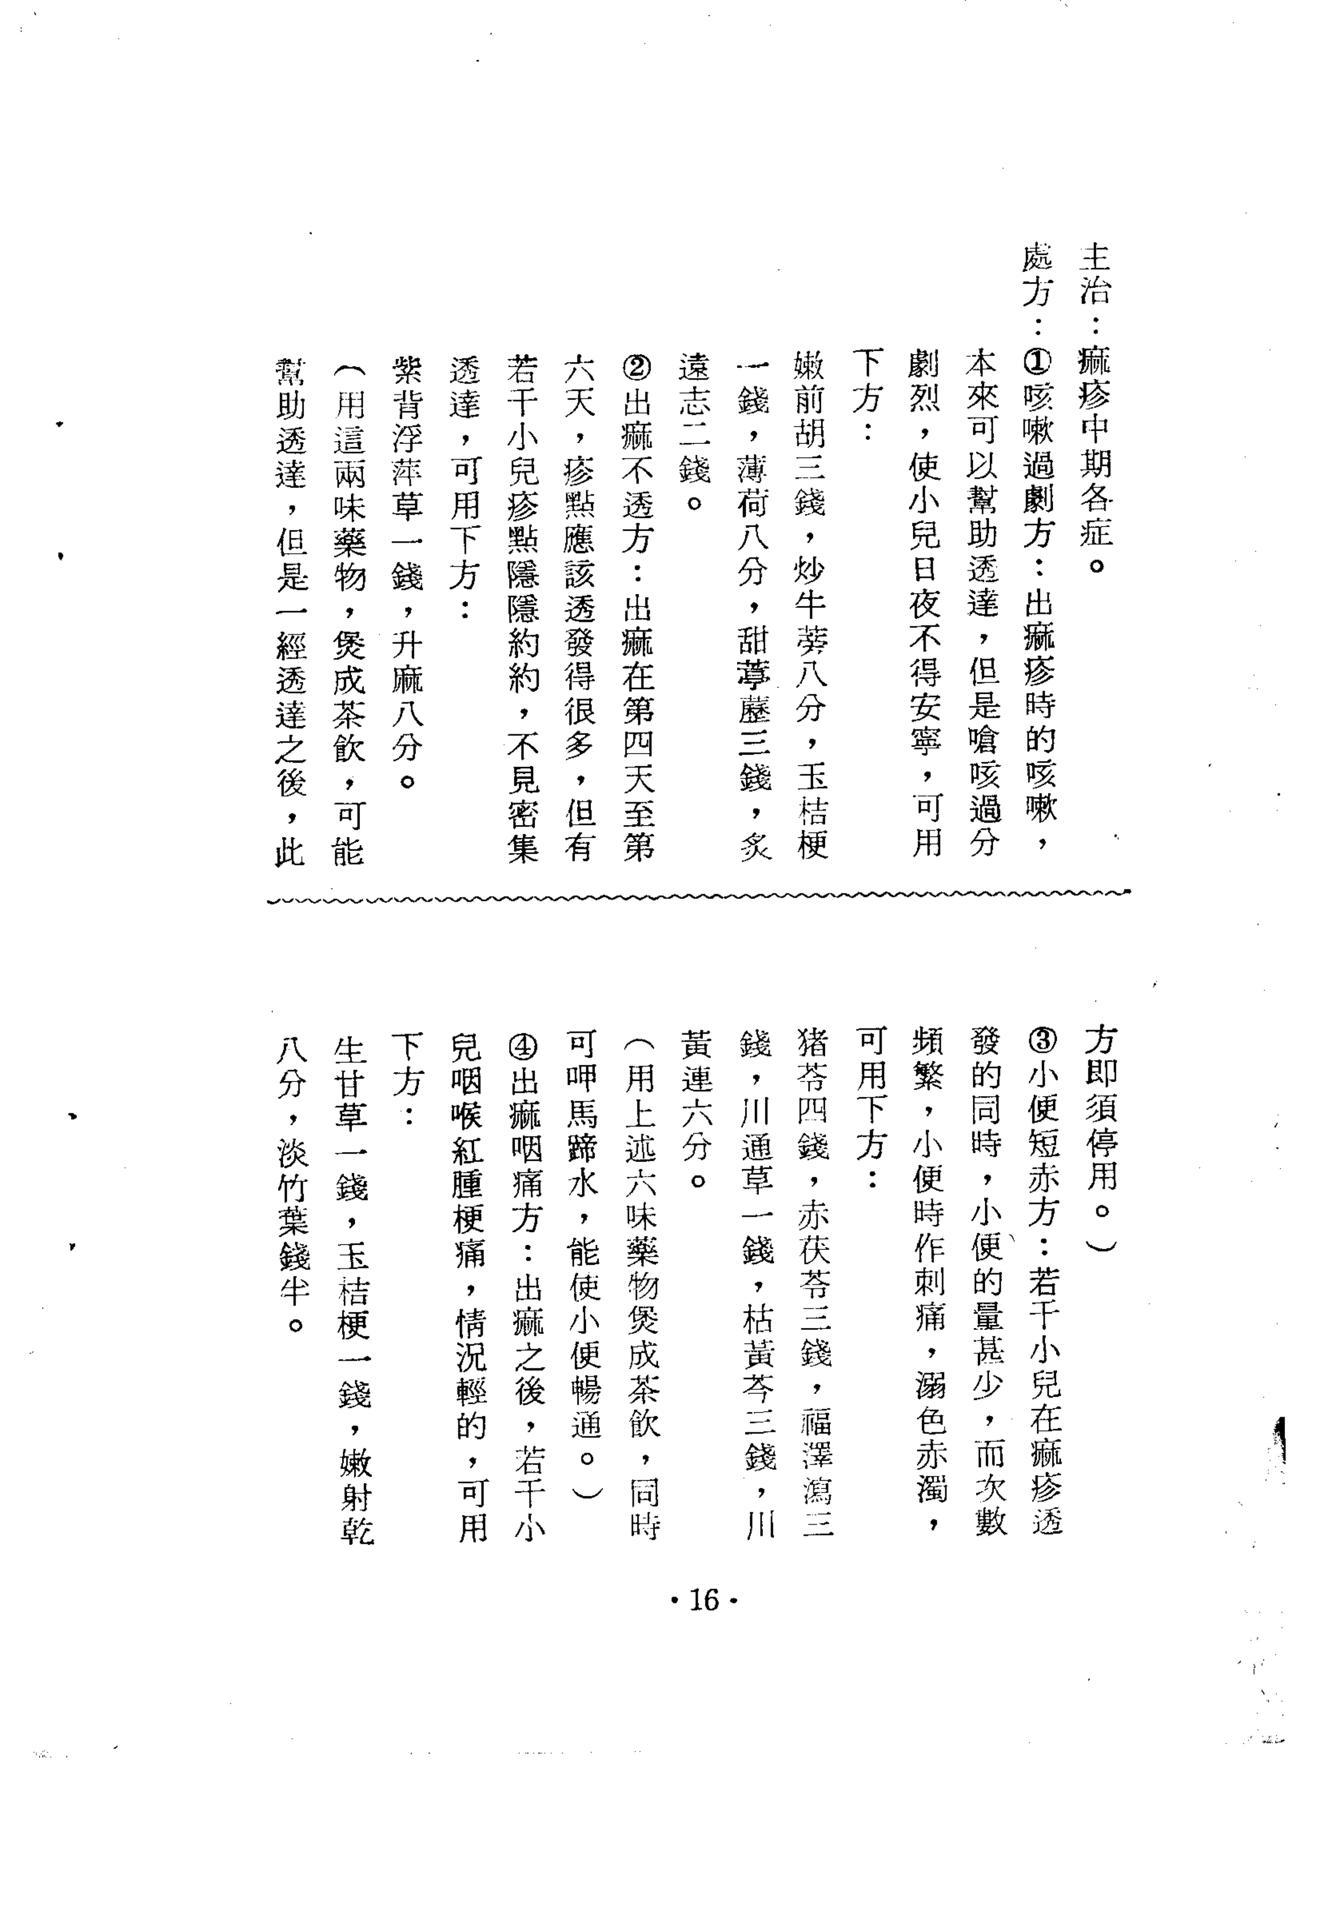 主治：痳疹中期各症。
處方：①咳嗽過劇方：出痳疹時的咳嗽，
本來可以幫助透達，但是嗆咳過分
劇烈，使小兒日夜不得安寧，可用
下方：
嫩前胡三錢，炒牛蒡八分，玉桔梗
一錢，薄荷八分，甜葶藶三錢，炙
遠志二錢。
②出痳不透方：出痳在第四天至第
六天，疹點應該透發得很多，但有
若干小兒疹點隱隱約約，不見密集
透達，可用下方：
紫背浮萍草一錢，升麻八分。
（用這兩味藥物，煲成茶飲，可能
幫助透達，但是一經透達之後，此
方即須停用。）
③小便短赤方：若干小兒在痳疹透
發的同時，小便的量甚少，而次數
頻繁，小便時作刺痛，溺色赤濁，
可用下方：
猪苓四錢，赤茯苓三錢，福澤瀉三
錢，川通草一錢，枯黃芩三錢，川
黃連六分。
（用上述六味藥物煲成茶飲，同時
可呷馬蹄水，能使小便暢通。）
④出痳咽痛方：出痳之後，若干小
兒咽喉紅腫梗痛，情況輕的，可用
下方：
生甘草一錢，玉桔梗一錢，嫩射乾
八分，淡竹葉錢半。
·16·